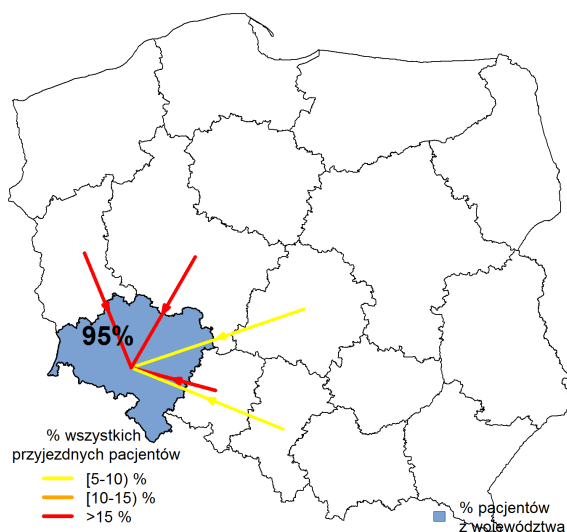 95%
% wszystkich
przyjezdnych pacjentów
[5-10) %
[10-15) %
>15 %
% pacjentów
z województwa